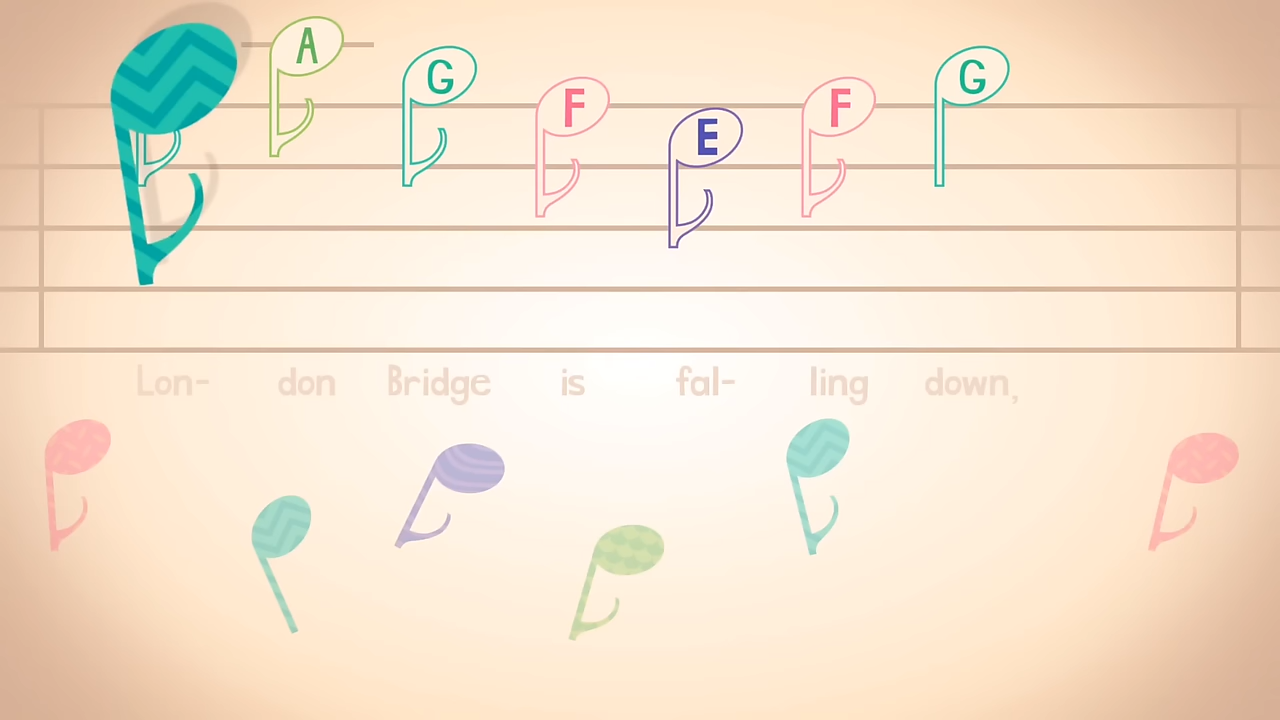 A G F E F G
Lon- don Bridge is fal- ling down,